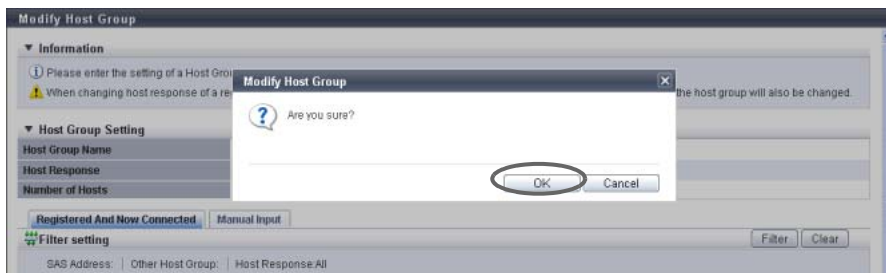 Modify Host Group
Information
Please enter the setting of a Host Grou
When changing host response of a re
the host group will also be changed.
Modify Host Group
Are you sure?
OK Cancel
Host Group Setting
Host Group Name
Host Response
Number of Hosts
Registered And Now Connected Manual Input
Filter setting Filter Clear
SAS Address: | Other Host Group: | Host Response:All